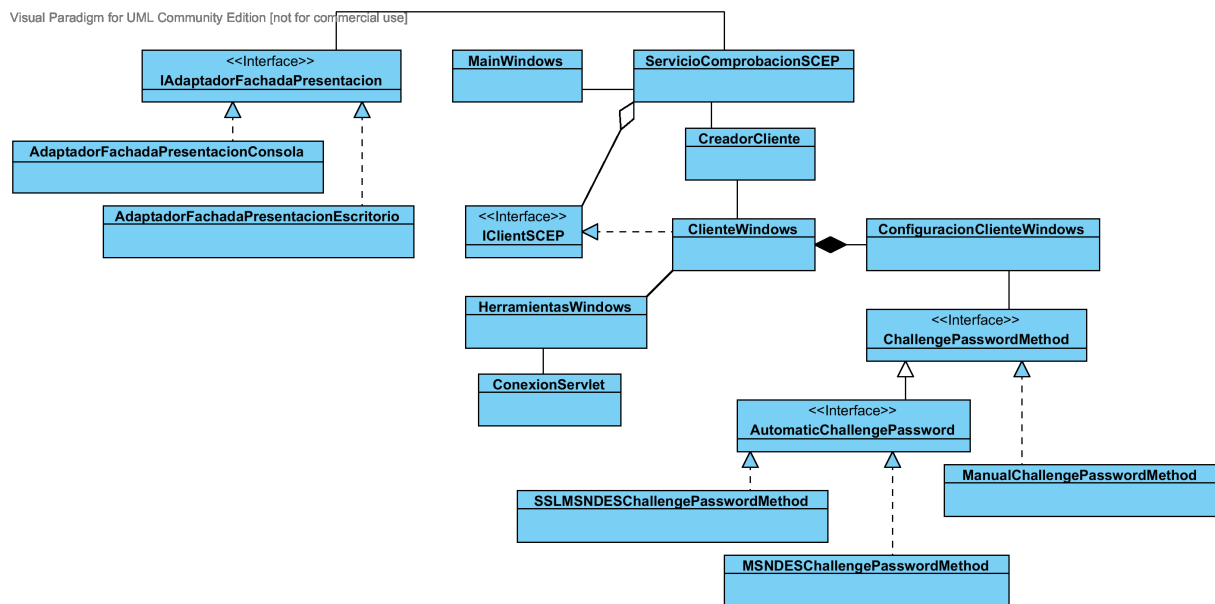 Visual Paradigm for UML Community Edition [not for commercial use]
<<Interface>>
IAdaptadorFachadaPresentacion
MainWindows
ServicioComprobacionSCEP
AdaptadorFachadaPresentacionConsola
CreadorCliente
AdaptadorFachadaPresentacionEscritorio
<<Interface>>
IClientSCEP
ClienteWindows
ConfiguracionClienteWindows
HerramientasWindows
<<Interface>>
ChallengePasswordMethod
ConexionServlet
<<Interface>>
AutomaticChallengePassword
ManualChallengePasswordMethod
SSLMSNDESChallengePasswordMethod
MSNDESChallengePasswordMethod